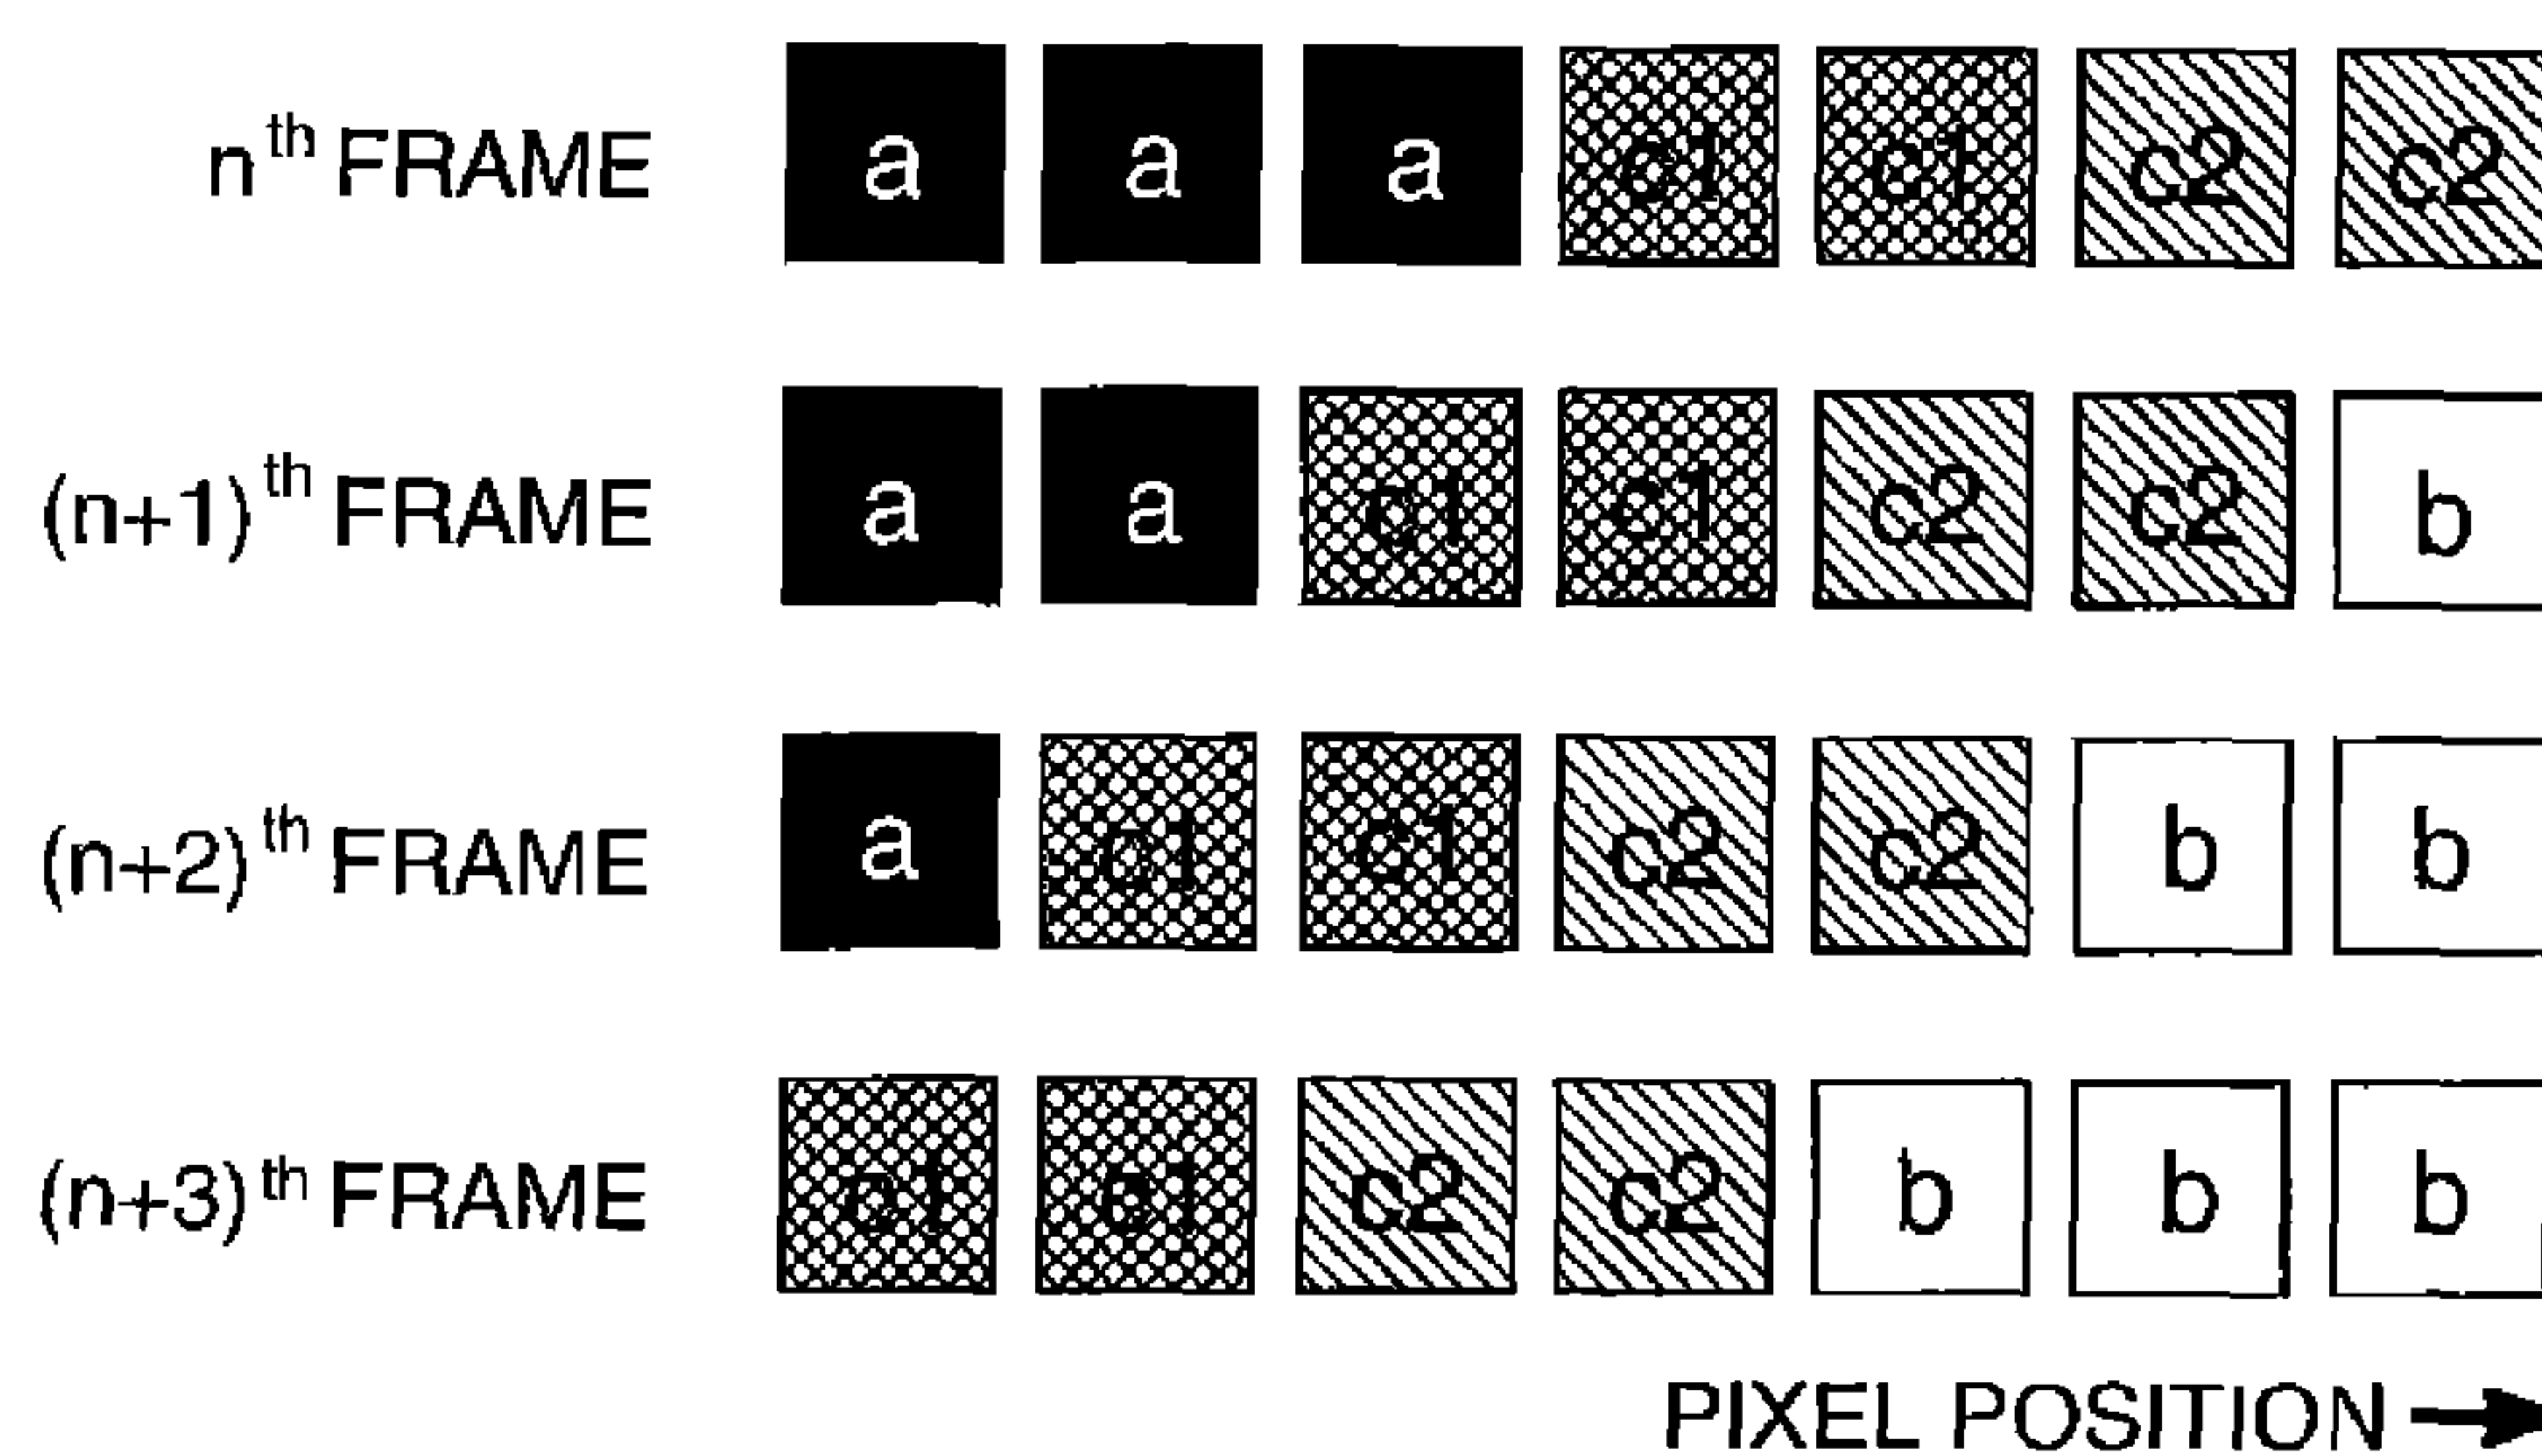 nth FRAME a a a c1 c1 c2 c2
(n+1)th FRAME a a c1 c1 c2 c2 b
(n+2)th FRAME a c1 c1 c2 c2 b b
(n+3)th FRAME c1 c1 c2 c2 b b b
PIXEL POSITION